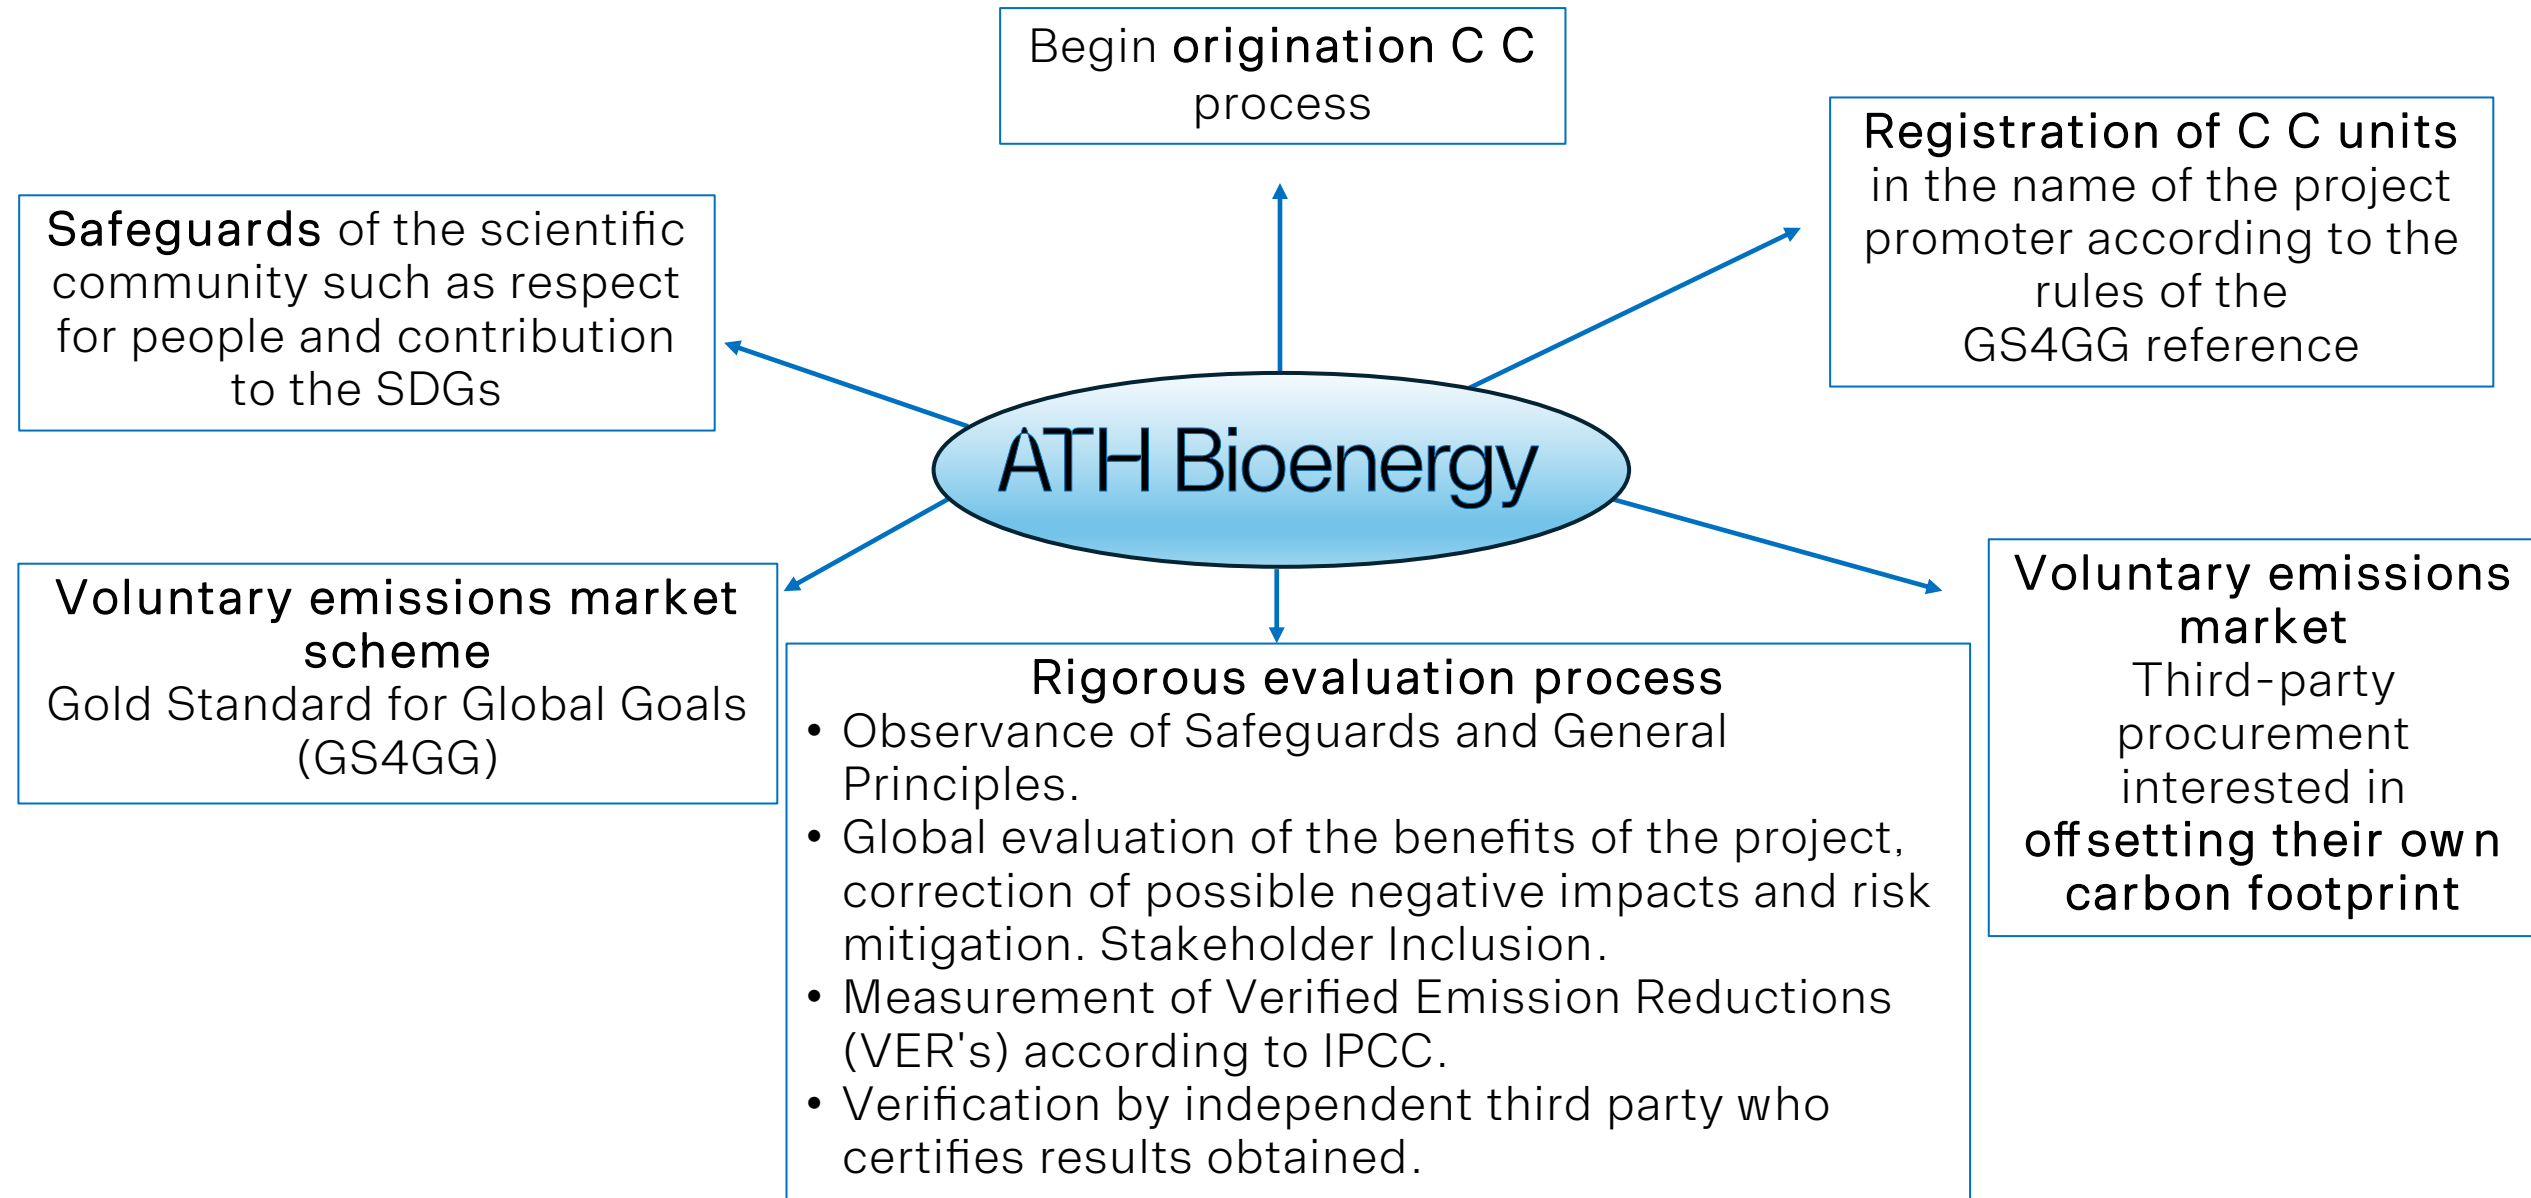 Begin origination C C
process
Registration of C C units
in the name of the project
promoter according to the
rules of the
GS4GG reference
Safeguards of the scientific
community such as respect
for people and contribution
to the SDGs
ATH Bioenergy
Voluntary emissions market
scheme
Gold Standard for Global Goals
(GS4GG)
Rigorous evaluation process
• Observance of Safeguards and General
Principles.
• Global evaluation of the benefits of the project,
correction of possible negative impacts and risk
mitigation. Stakeholder Inclusion.
• Measurement of Verified Emission Reductions
(VER's) according to IPCC.
• Verification by independent third party who
certifies results obtained.
Voluntary emissions
market
Third-party
procurement
interested in
offsetting their own
carbon footprint